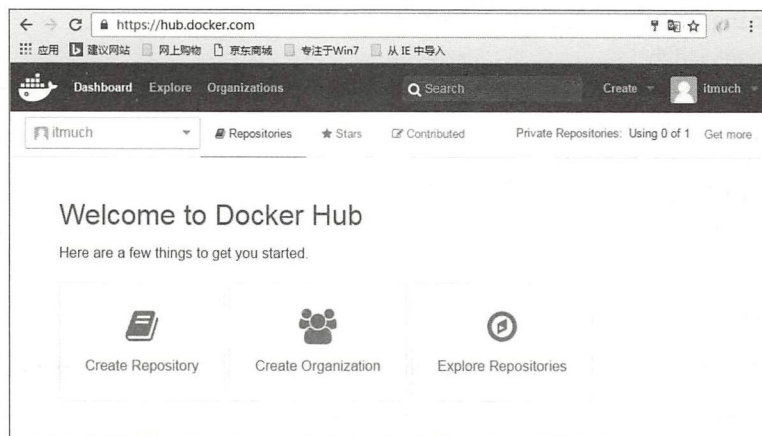 https://hub.docker.com
应用 建议网站 网上购物 京东商城 专注于Win7 从 IE 中导入
Dashboard Explore Organizations Search Create itmuch
itmuch Repositories Stars Contributed Private Repositories: Using 0 of 1 Get more
Welcome to Docker Hub
Here are a few things to get you started.
Create Repository Create Organization Explore Repositories